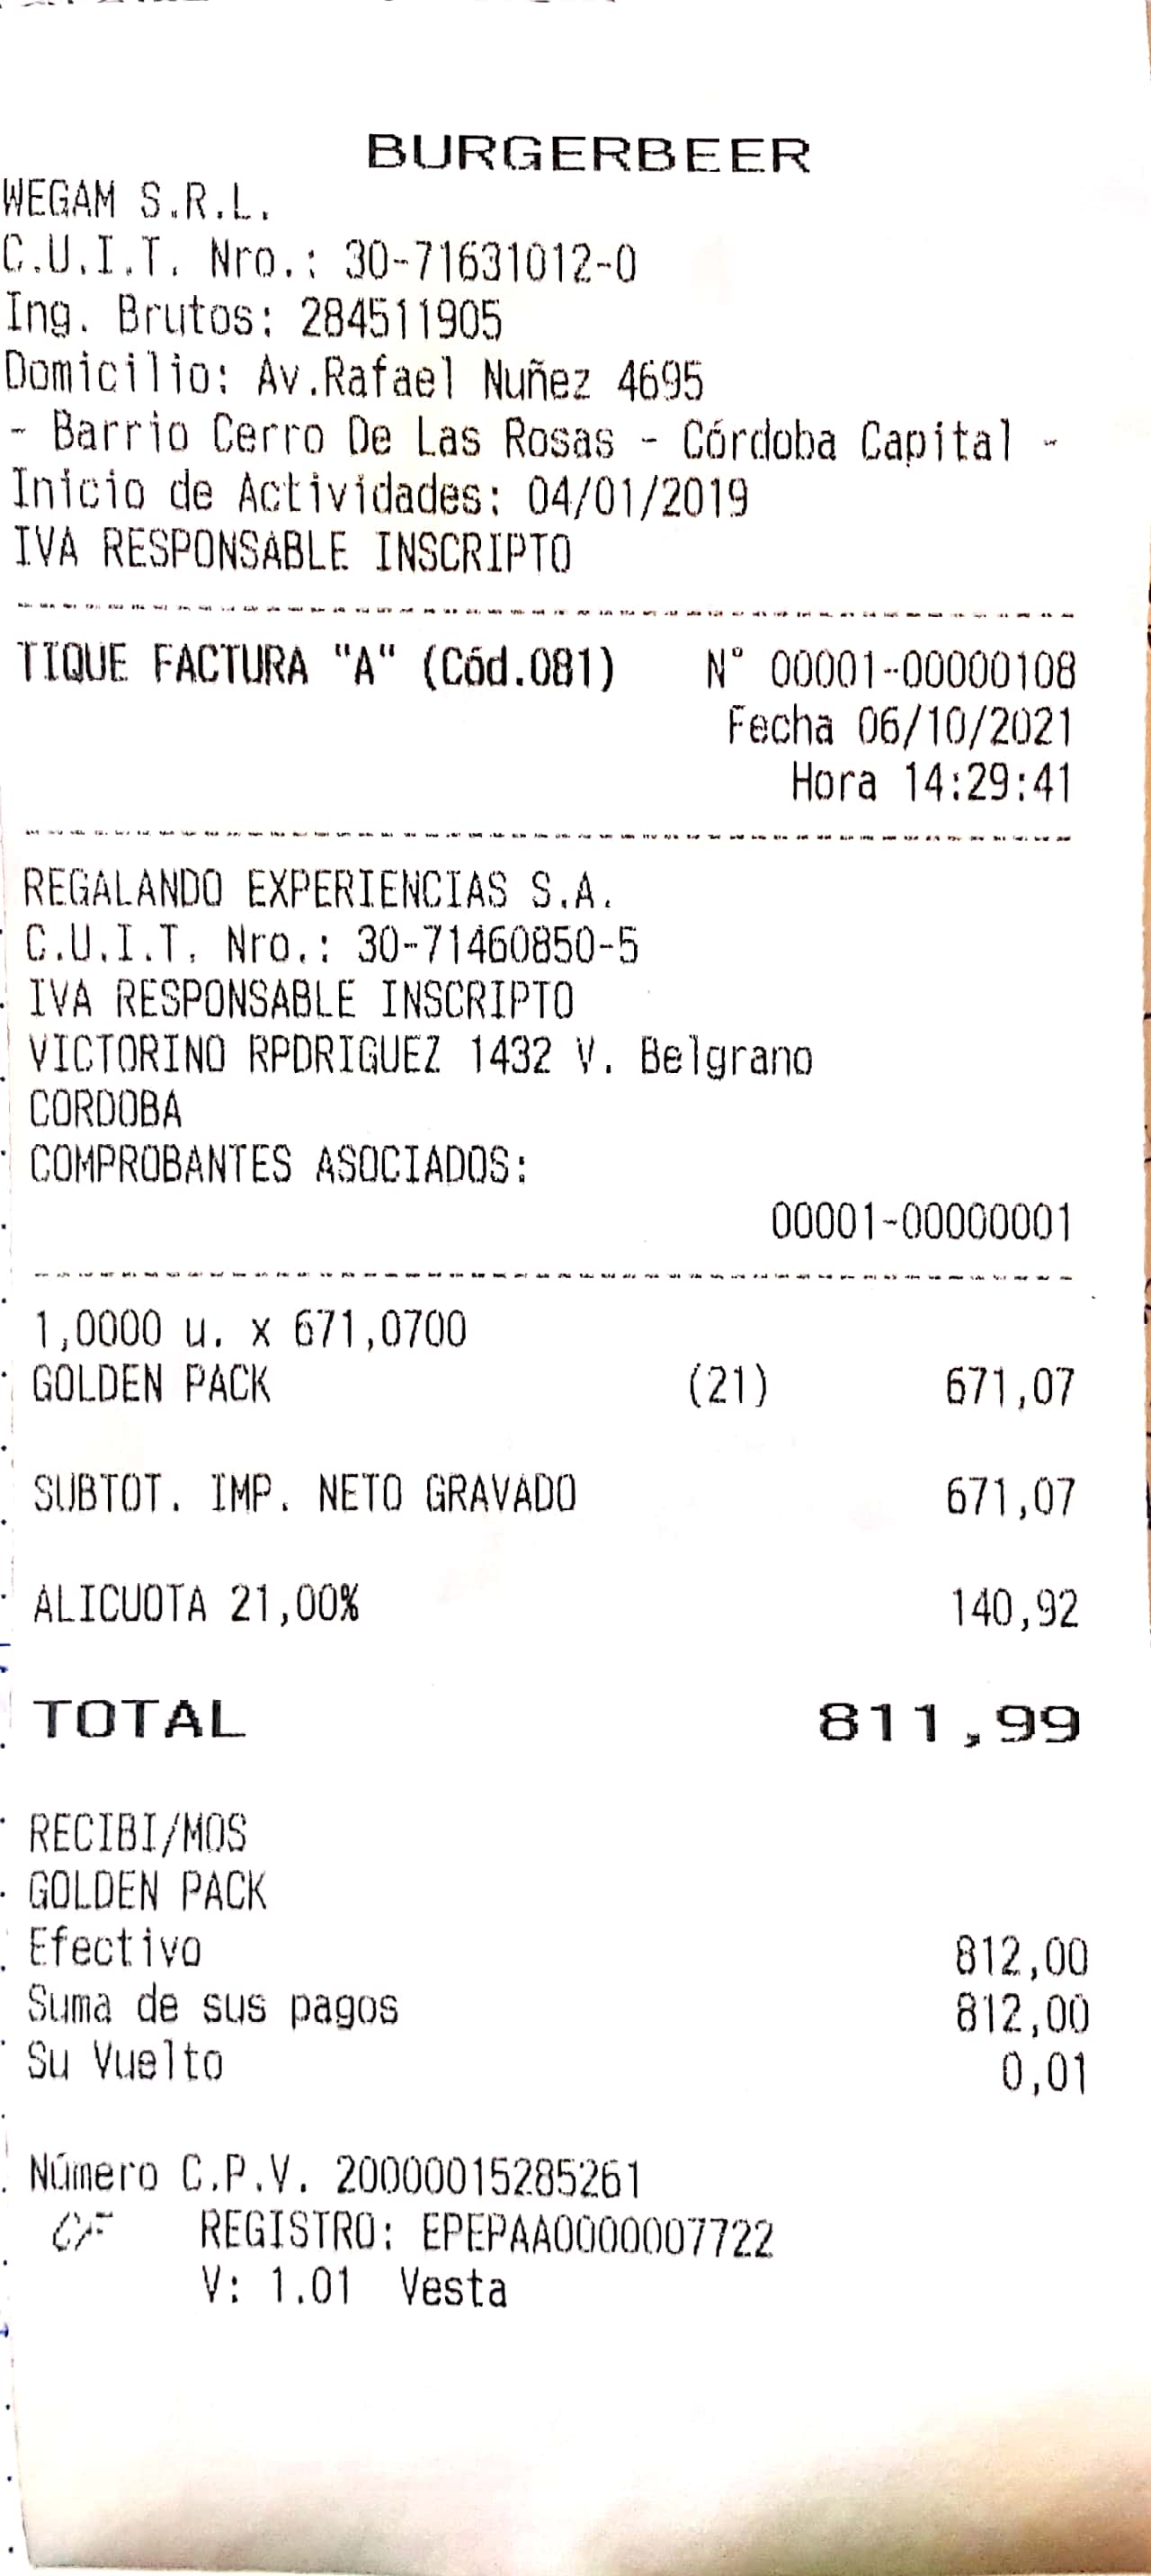 BURGERBEER
WEGAM S.R.L.
C.U.I.T. Nro.: 30-71631012-0
Ing. Brutos: 284511905
Domicilio: Av.Rafael Nuñez 4695
- Barrio Cerro De Las Rosas - Córdoba Capital -
Inicio de Actividades: 04/01/2019
IVA RESPONSABLE INSCRIPTO
TIQUE FACTURA "A" (Cód.081) N° 00001-00000108
Fecha 06/10/2021
Hora 14:29:41
REGALANDO EXPERIENCIAS S.A.
C.U.I.T. Nro.: 30-71460850-5
IVA RESPONSABLE INSCRIPTO
VICTORINO RPDRIGUEZ 1432 V. Belgrano
CORDOBA
COMPROBANTES ASOCIADOS:
00001-00000001
1,0000 u. x 671,0700
GOLDEN PACK (21) 671,07
SUBTOT. IMP. NETO GRAVADO 671,07
ALICUOTA 21,00% 140,92
TOTAL 811,99
RECIBI/MOS
GOLDEN PACK
Efectivo 812,00
Suma de sus pagos 812,00
Su Vuelto 0,01
Número C.P.V. 20000015285261
CF REGISTRO: EPEPAA0000007722
V: 1.01 Vesta